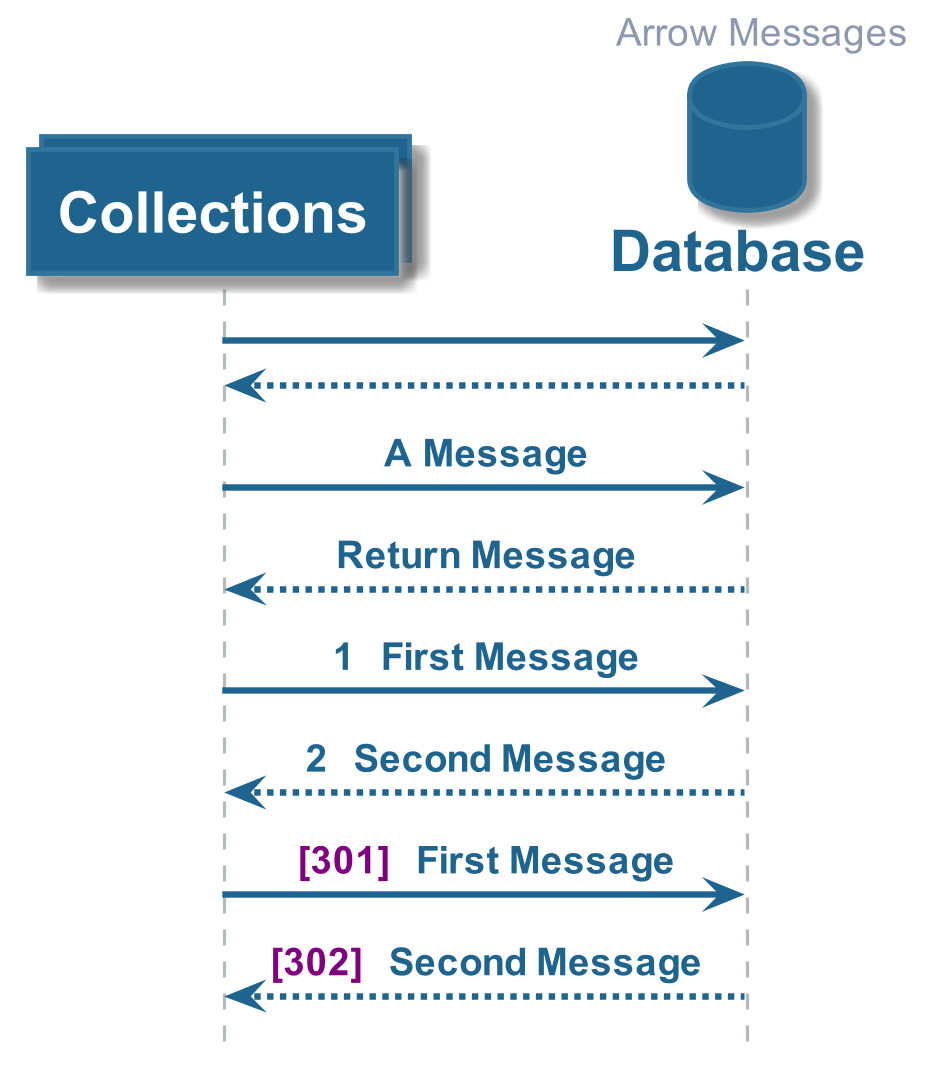 Arrow Messages
Collections
Database
A Message
Return Message
1 First Message
2 Second Message
[301] First Message
[302] Second Message